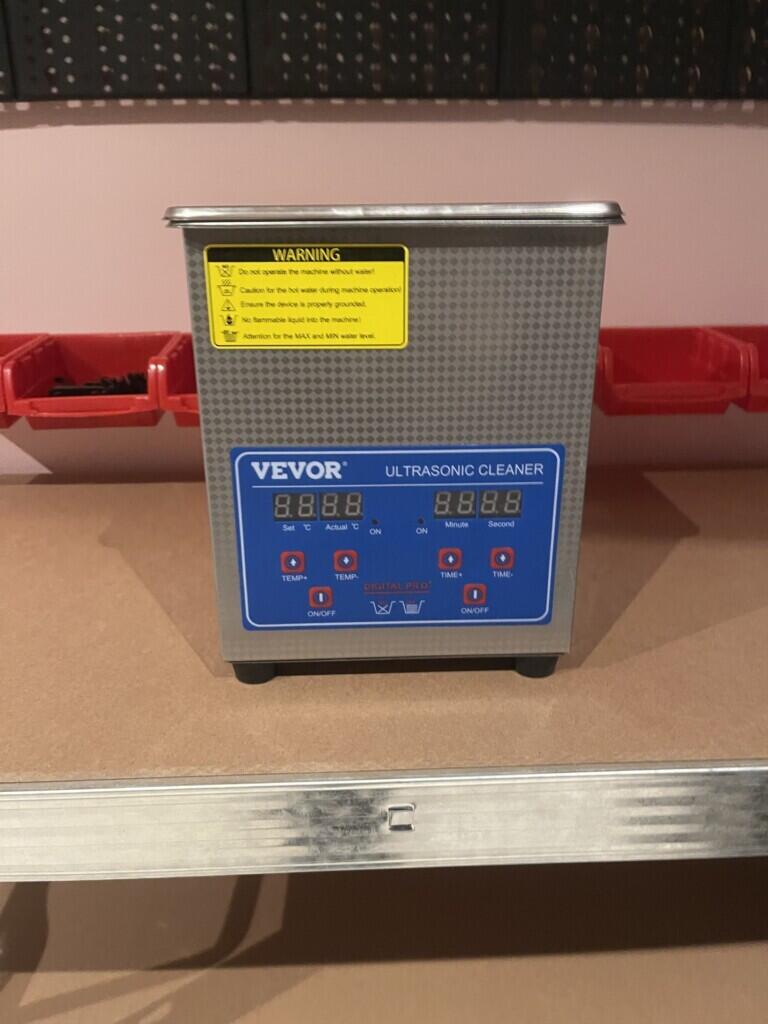 WARNING
Do not operate the machine without water!
Caution for the hot water during machine operation!
Ensure the device is properly grounded.
No flammable liquid into the machine!
Attention for the MAX and MIN water level.
VEVOR®
ULTRASONIC CLEANER
Set °C Actual °C ON ON Minute Second
TEMP+ TEMP- TIME+ TIME-
DIGITAL PRO+
ON/OFF ON/OFF